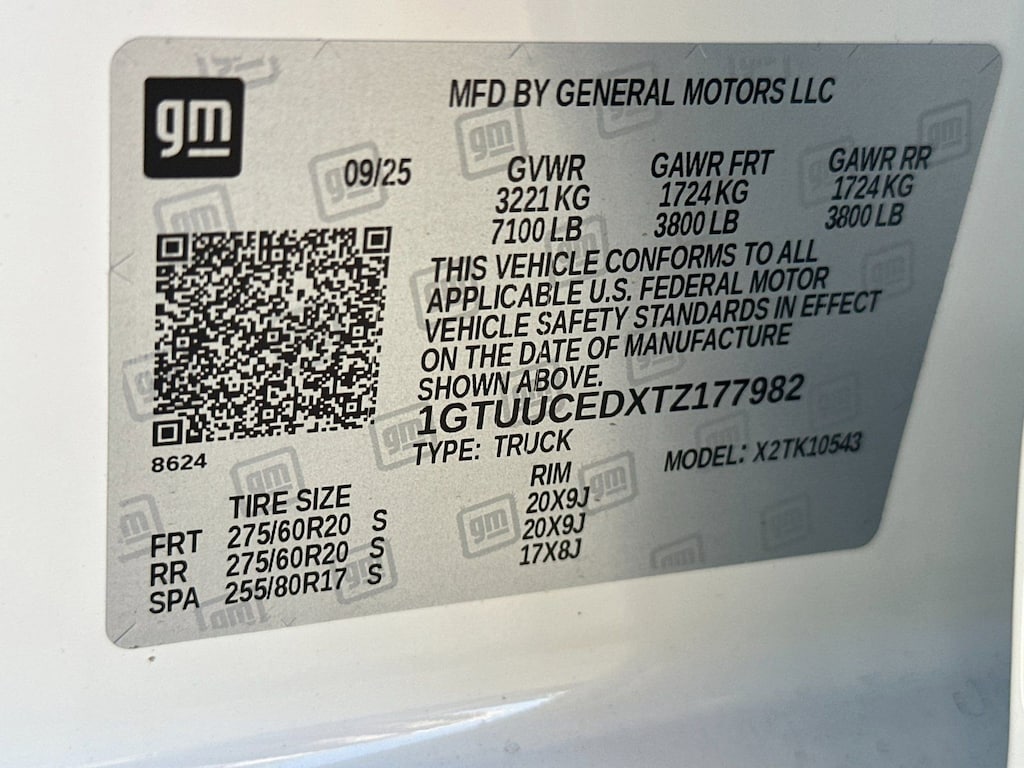 gm
MFD BY GENERAL MOTORS LLC
09/25 GVWR GAWR FRT GAWR RR
3221 KG 1724 KG 1724 KG
7100 LB 3800 LB 3800 LB
THIS VEHICLE CONFORMS TO ALL
APPLICABLE U.S. FEDERAL MOTOR
VEHICLE SAFETY STANDARDS IN EFFECT
ON THE DATE OF MANUFACTURE
SHOWN ABOVE.
1GTUUCEDXTZ177982
8624
TYPE: TRUCK MODEL: X2TK10543
TIRE SIZE RIM
FRT 275/60R20 S 20X9J
RR 275/60R20 S 20X9J
SPA 255/80R17 S 17X8J